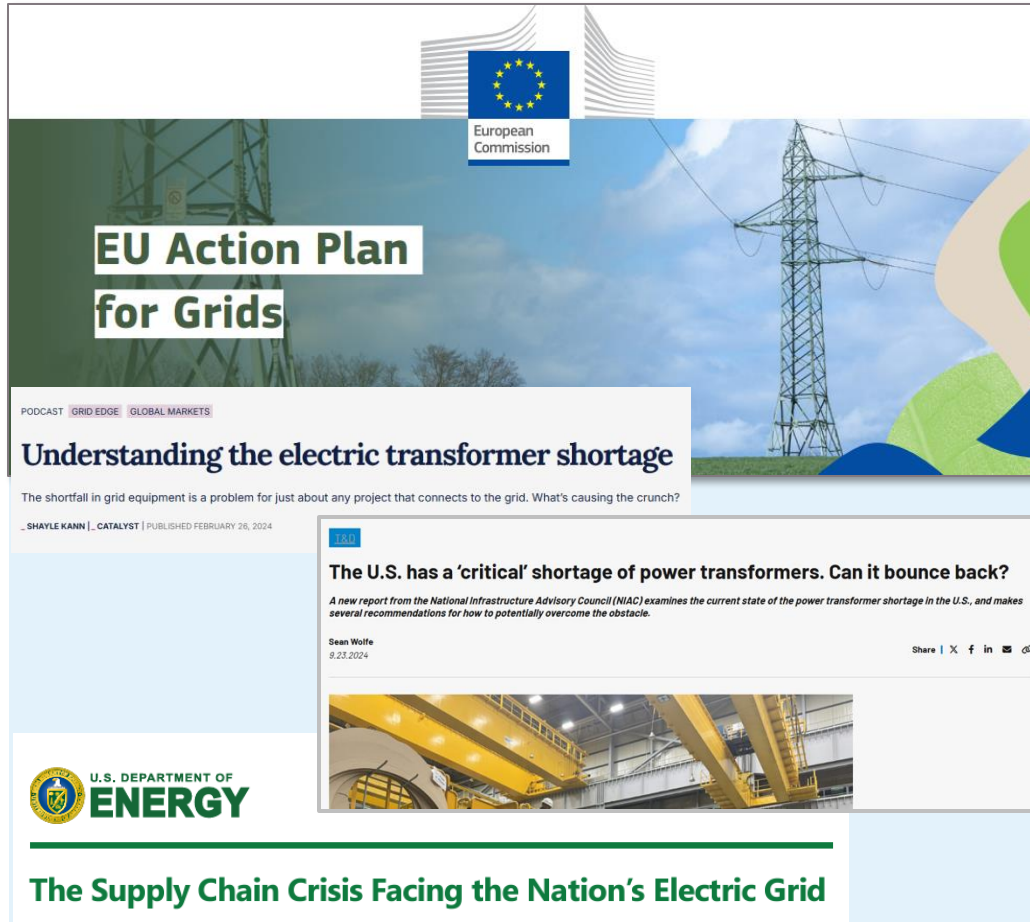 European
Commission
EU Action Plan
for Grids
PODCAST GRID EDGE GLOBAL MARKETS
Understanding the electric transformer shortage
The shortfall in grid equipment is a problem for just about any project that connects to the grid. What's causing the crunch?
_ SHAYLE KANN |_ CATALYST | PUBLISHED FEBRUARY 26, 2024
T&D
The U.S. has a ‘critical’ shortage of power transformers. Can it bounce back?
A new report from the National Infrastructure Advisory Council (NIAC) examines the current state of the power transformer shortage in the U.S., and makes
several recommendations for how to potentially overcome the obstacle.
Sean Wolfe
9.23.2024
Share |
U.S. DEPARTMENT OF
ENERGY
The Supply Chain Crisis Facing the Nation’s Electric Grid